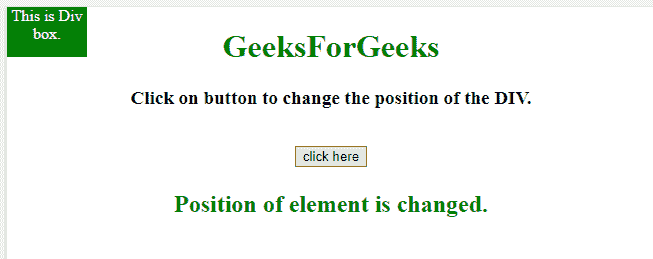 This is Div
box.
GeeksForGeeks
Click on button to change the position of the DIV.
click here
Position of element is changed.